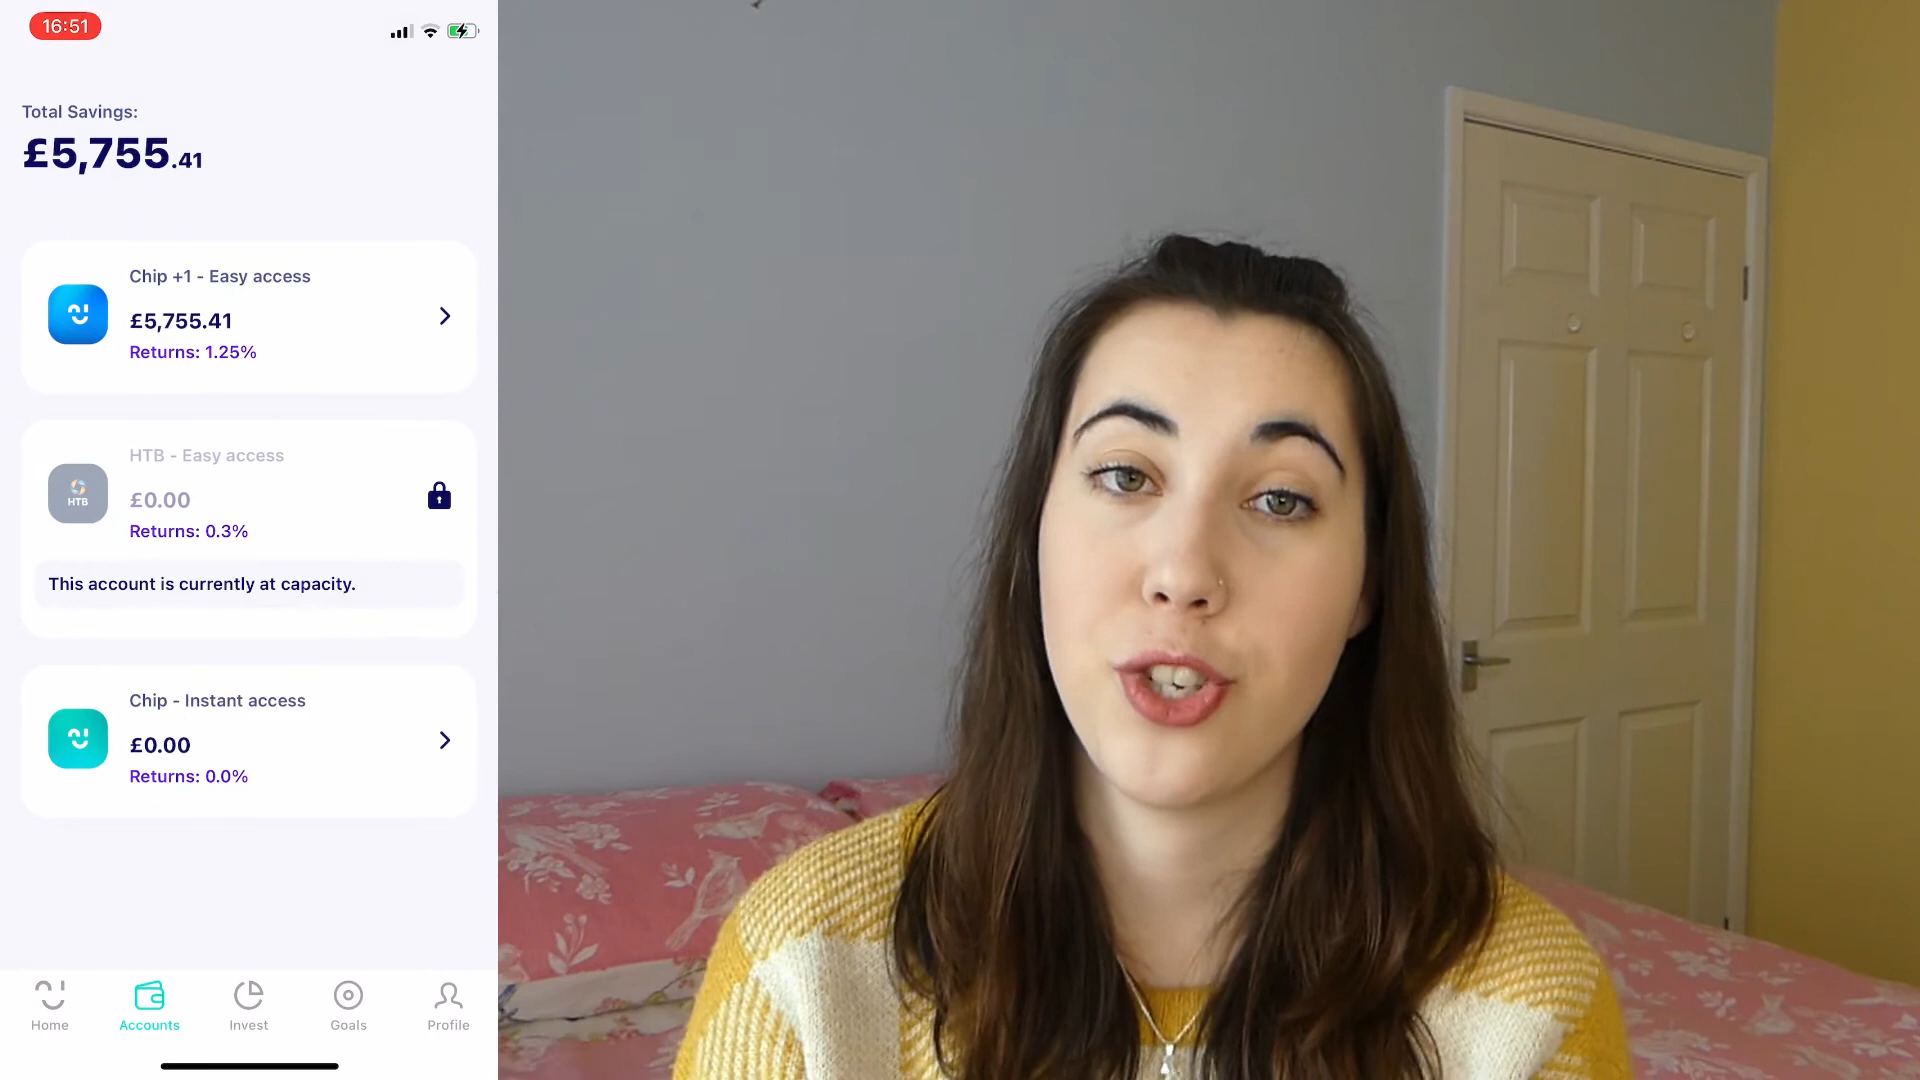 16:51
Total Savings:
£5,755.41
Chip +1 - Easy access
£5,755.41
Returns: 1.25%
HTB - Easy access
HTB
£0.00
Returns: 0.3%
This account is currently at capacity.
Chip - Instant access
£0.00
Returns: 0.0%
Home
Accounts
Invest
Goals
Profile